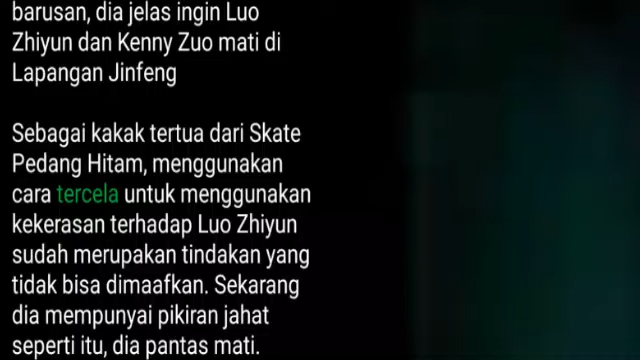 barusan, dia jelas ingin Luo
Zhiyun dan Kenny Zuo mati di
Lapangan Jinfeng
Sebagai kakak tertua dari Skate
Pedang Hitam, menggunakan
cara tercela untuk menggunakan
kekerasan terhadap Luo Zhiyun
sudah merupakan tindakan yang
tidak bisa dimaafkan. Sekarang
dia mempunyai pikiran jahat
seperti itu, dia pantas mati.